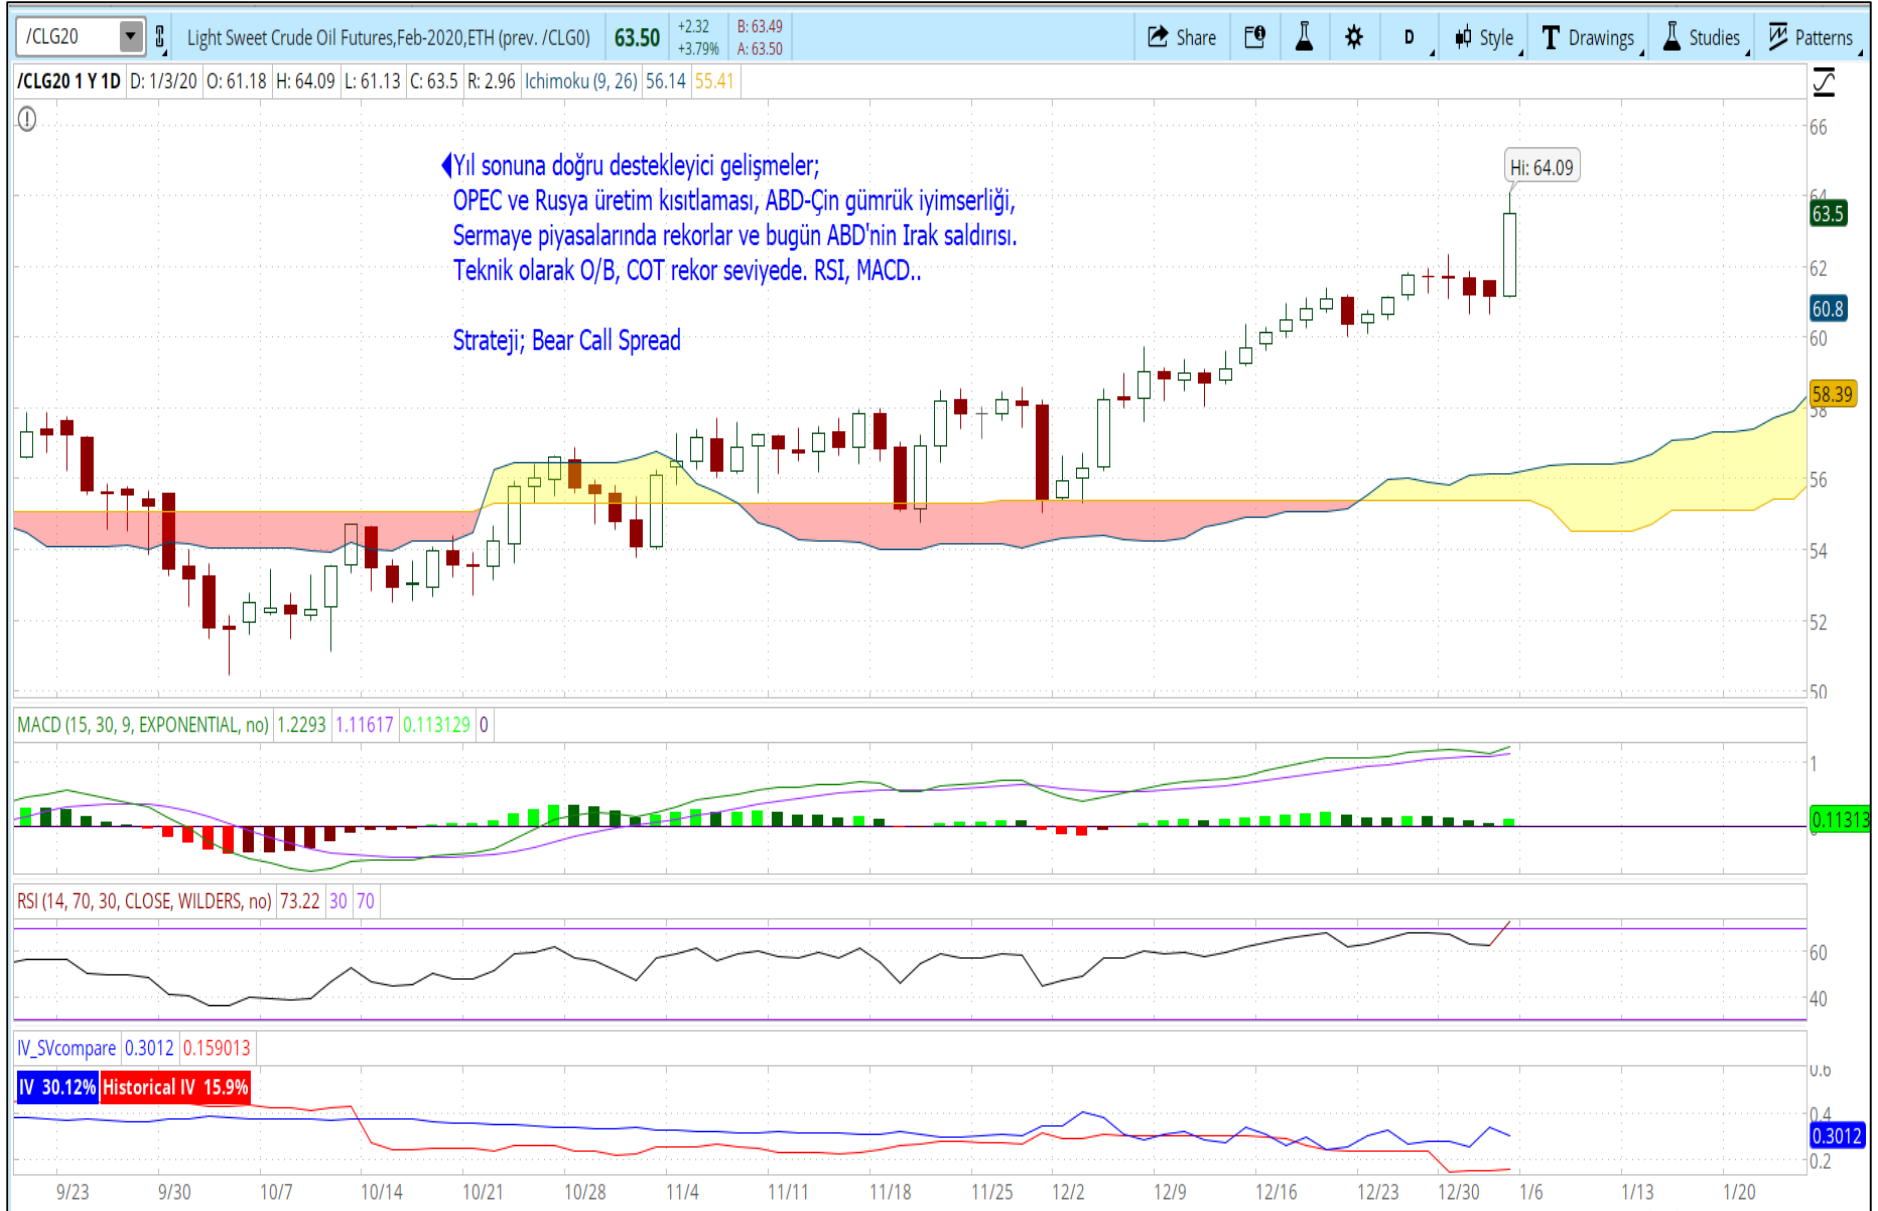 /CLG20
Light Sweet Crude Oil Futures,Feb-2020,ETH (prev. /CLG0)
63.50
+2.32
+3.79%
B: 63.49
A: 63.50
Share
D
Style
Drawings
Studies
Patterns
/CLG20 1 Y 1D D: 1/3/20 O: 61.18 H: 64.09 L: 61.13 C: 63.5 R: 2.96 Ichimoku (9, 26) 56.14 55.41
Yıl sonuna doğru destekleyici gelişmeler;
OPEC ve Rusya üretim kısıtlaması, ABD-Çin gümrük iyimserliği,
Sermaye piyasalarında rekorlar ve bugün ABD'nin Irak saldırısı.
Teknik olarak O/B, COT rekor seviyede. RSI, MACD..
Strateji; Bear Call Spread
Hi: 64.09
66
64
63.5
62
60.8
60
58.39
58
56
54
52
50
MACD (15, 30, 9, EXPONENTIAL, no) 1.2293 1.11617 0.113129 0
1
0.11313
RSI (14, 70, 30, CLOSE, WILDERS, no) 73.22 30 70
60
40
IV_SVcompare 0.3012 0.159013
IV 30.12% Historical IV 15.9%
0.6
0.4
0.3012
0.2
9/23 9/30 10/7 10/14 10/21 10/28 11/4 11/11 11/18 11/25 12/2 12/9 12/16 12/23 12/30 1/6 1/13 1/20